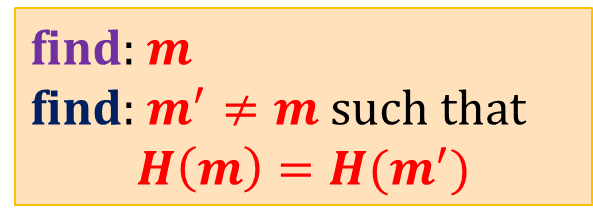 find: m
find: m′ ≠ m such that
H(m) = H(m′)